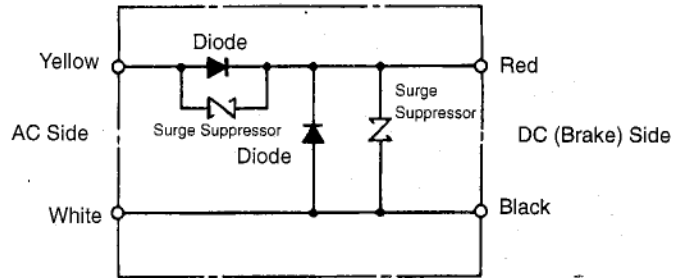 Diode
Yellow
Red
Surge
Suppressor
AC Side
Surge Suppressor
Diode
DC (Brake) Side
White
Black